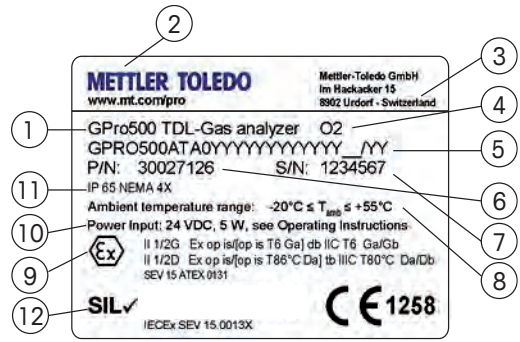 2
3
METTLER TOLEDO
www.mt.com/pro
Mettler-Toledo GmbH
Im Hackacker 15
8902 Urdorf - Switzerland
4
1
GPro500 TDL-Gas analyzer O2
GPRO500ATA0YYYYYYYYYYYY__/YY
5
P/N: 30027126 S/N: 1234567
11
IP 65 NEMA 4X
6
Ambient temperature range: -20°C ≤ Tamb ≤ +55°C
7
10
Power Input: 24 VDC, 5 W, see Operating Instructions
8
9
Ex
II 1/2G Ex op is/[op is T6 Ga] db IIC T6 Ga/Gb
II 1/2D Ex op is/[op is T86°C Da] tb IIIC T80°C Da/Db
SEV 15 ATEX 0131
12
SIL✓
CE 1258
IECEx SEV 15.0013X